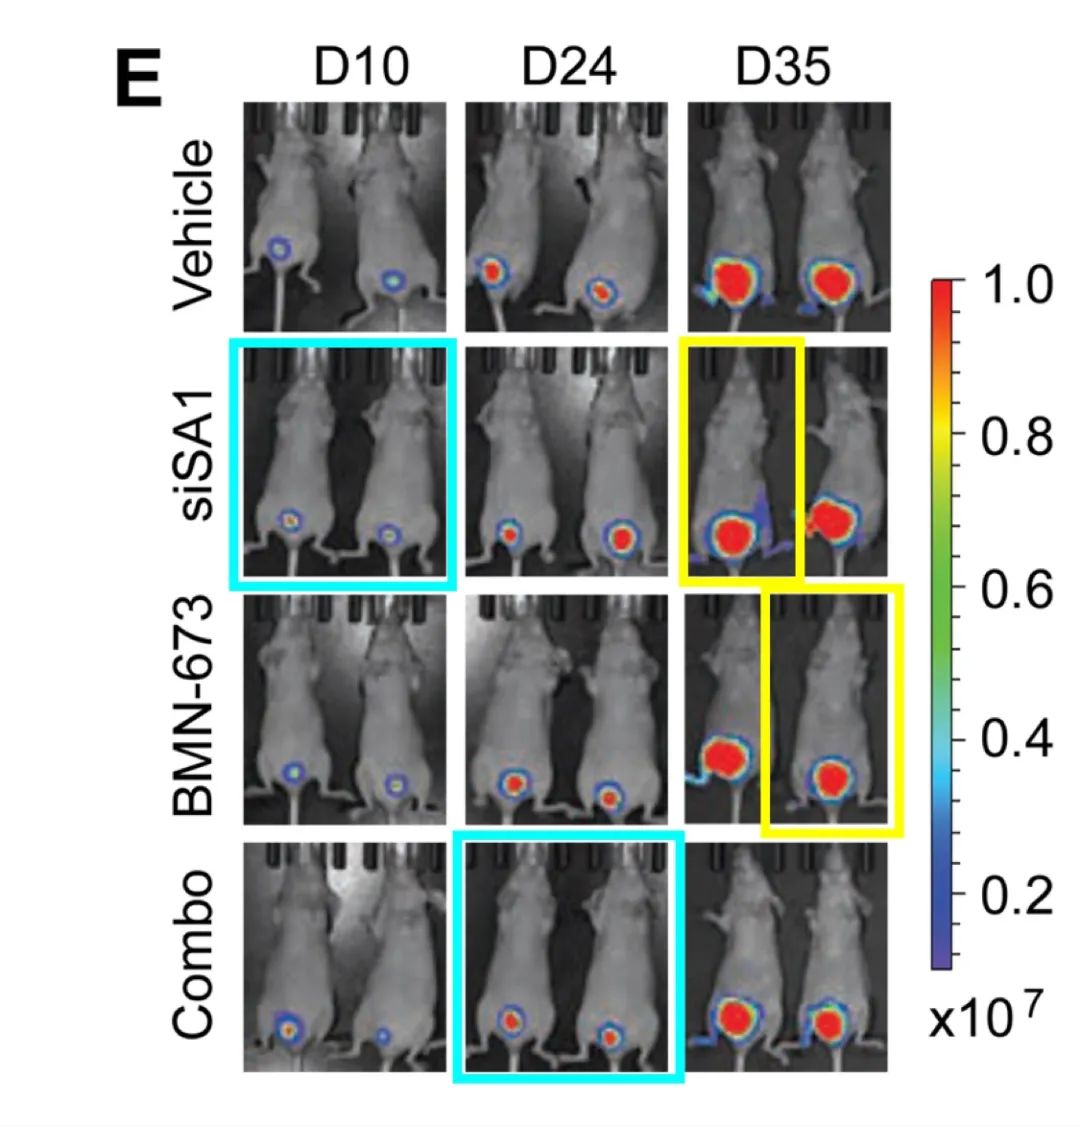 E
D10 D24 D35
Vehicle
siSA1
BMN-673
Combo
1.0
0.8
0.6
0.4
0.2
x10⁷